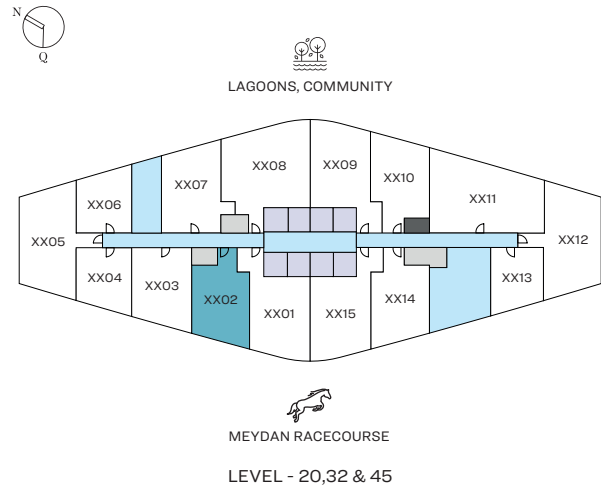 N
Q
LAGOONS, COMMUNITY
XX08
XX09
XX07
XX10
XX06
XX11
XX05
XX12
XX04
XX03
XX02
XX01
XX15
XX14
XX13
MEYDAN RACECOURSE
LEVEL - 20,32 & 45